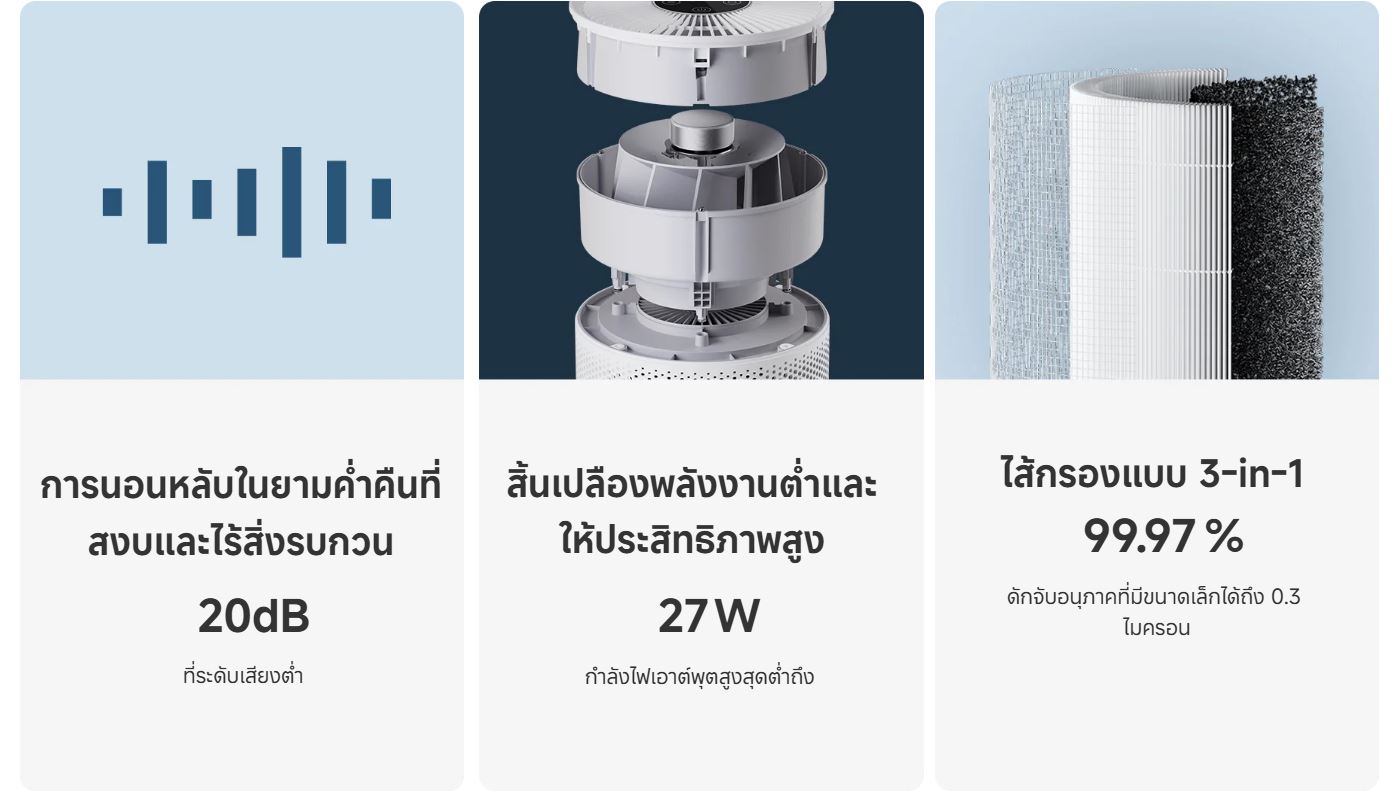 การนอนหลับในยามค่ำคืนที่
สงบและไร้สิ่งรบกวน
20dB
ที่ระดับเสียงต่ำ
สิ้นเปลืองพลังงานต่ำและ
ให้ประสิทธิภาพสูง
27 W
กำลังไฟเอาต์พุตสูงสุดต่ำถึง
ไส้กรองแบบ 3-in-1
99.97 %
ดักจับอนุภาคที่มีขนาดเล็กได้ถึง 0.3
ไมครอน